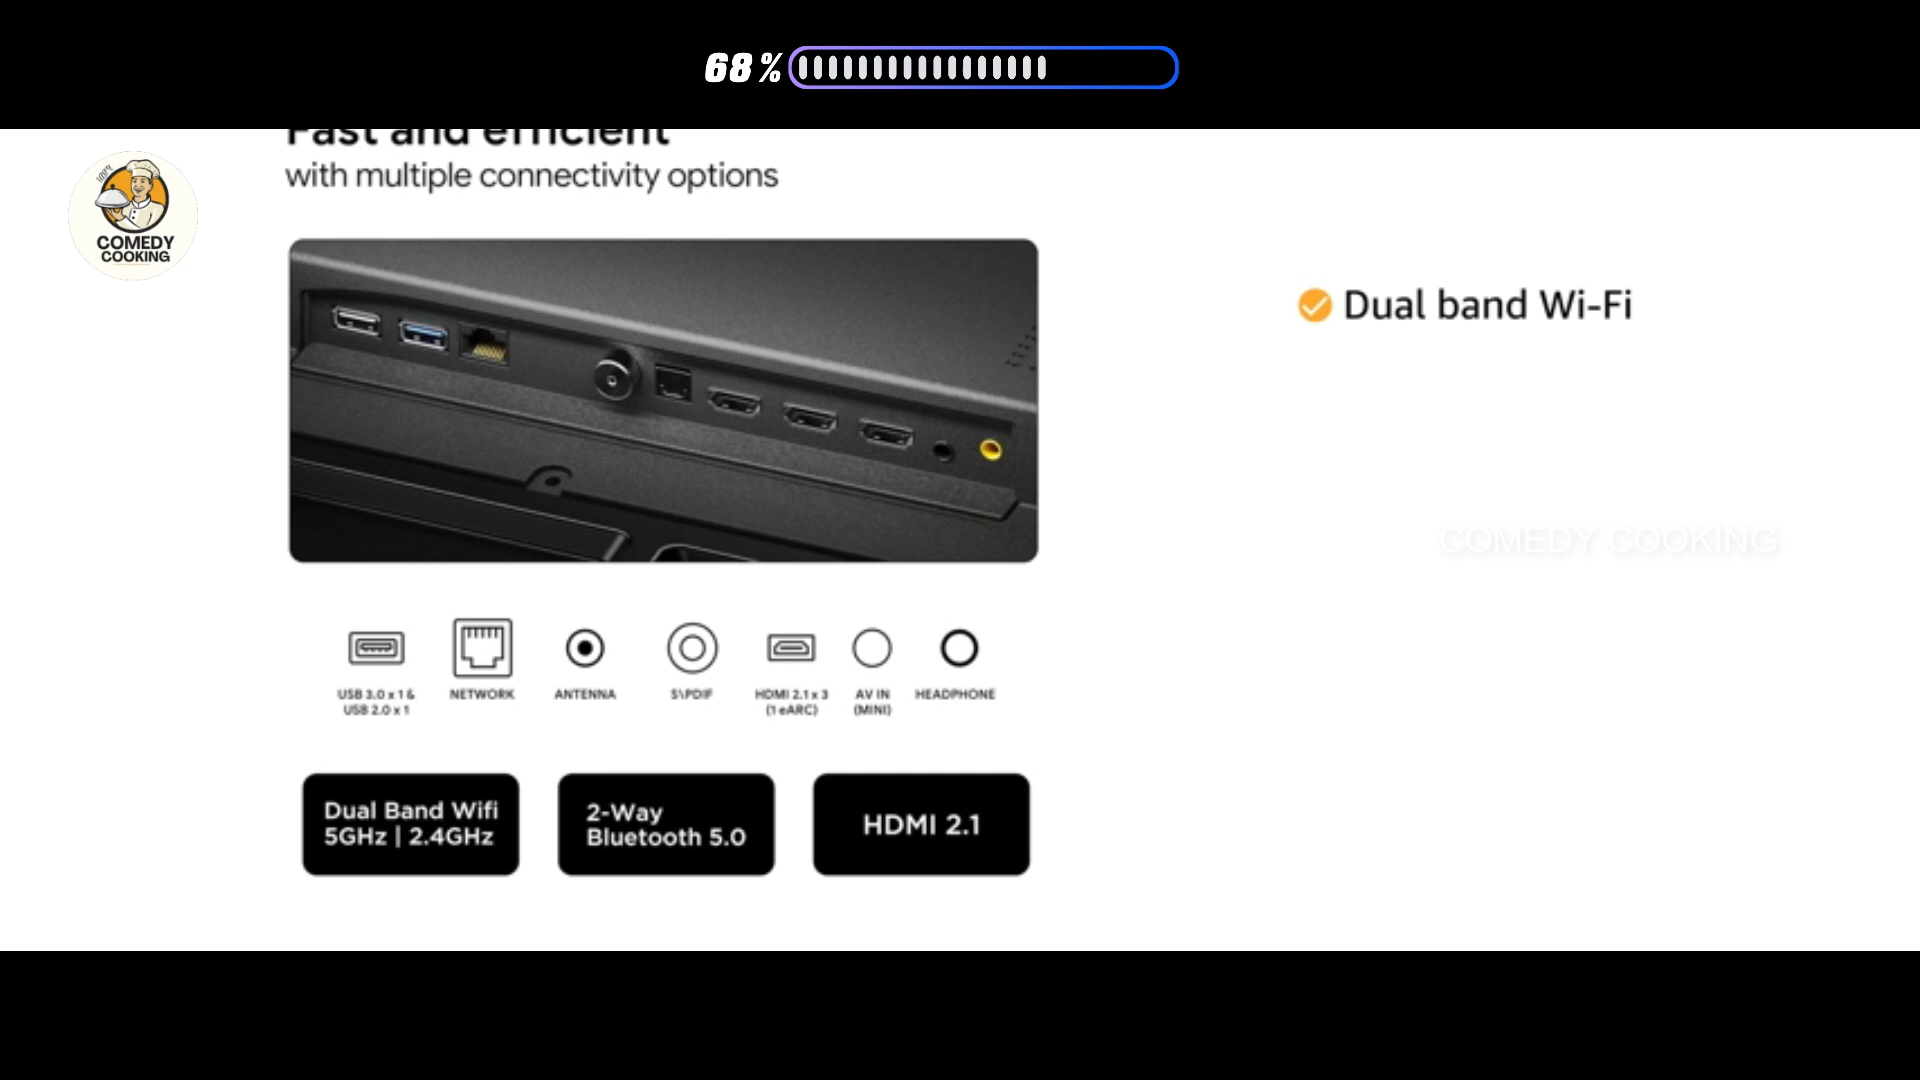 68%
Fast and efficient
with multiple connectivity options
100%
COMEDY
COOKING
Dual band Wi-Fi
COMEDY COOKING
USB 3.0 x 1 &
USB 2.0 x 1
NETWORK
ANTENNA
S\PDIF
HDMI 2.1 x 3
(1 eARC)
AV IN
(MINI)
HEADPHONE
Dual Band Wifi
5GHz | 2.4GHz
2-Way
Bluetooth 5.0
HDMI 2.1